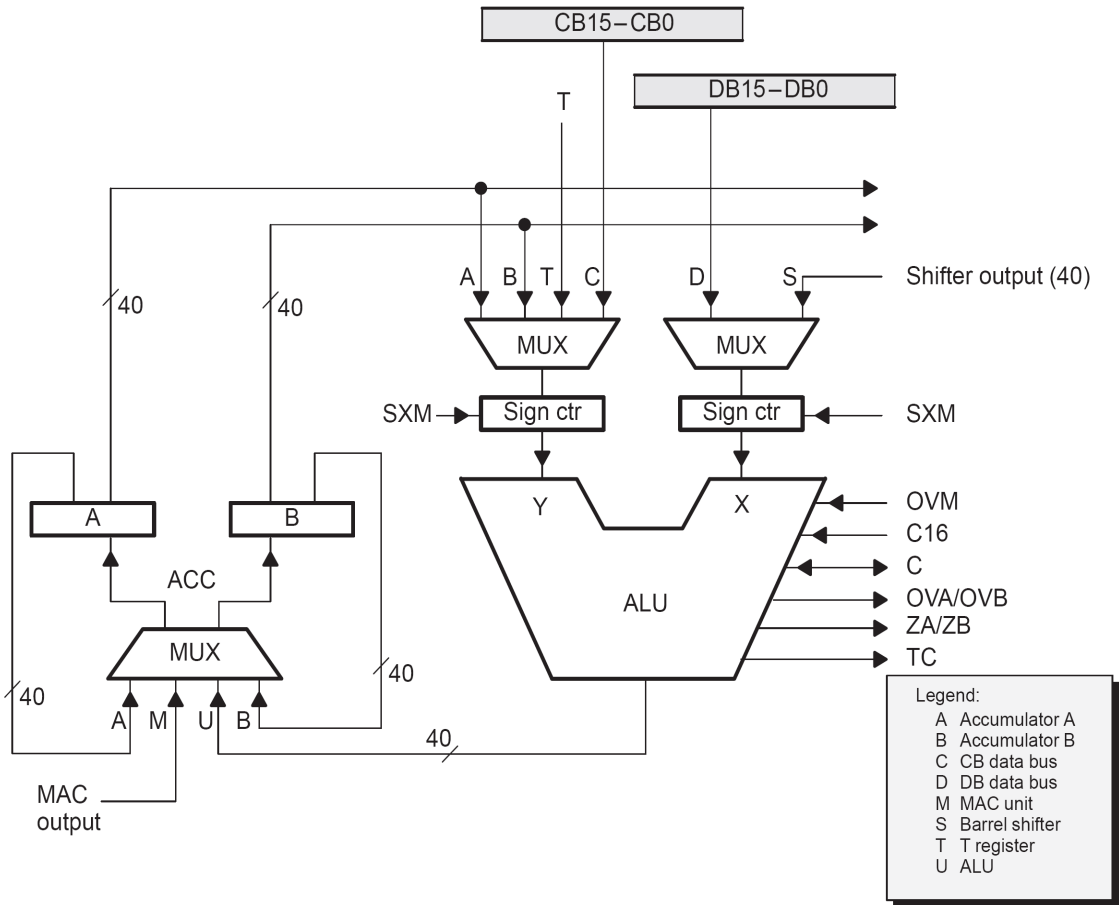 CB15–CB0
DB15–DB0
T
A B T C D S Shifter output (40)
40 40
MUX MUX
SXM Sign ctr Sign ctr SXM
Y X
OVM
A B
C16
C
ACC
ALU
OVA/OVB
ZA/ZB
MUX
TC
40 40
A M U B
40
MAC
output
Legend:
A Accumulator A
B Accumulator B
C CB data bus
D DB data bus
M MAC unit
S Barrel shifter
T T register
U ALU